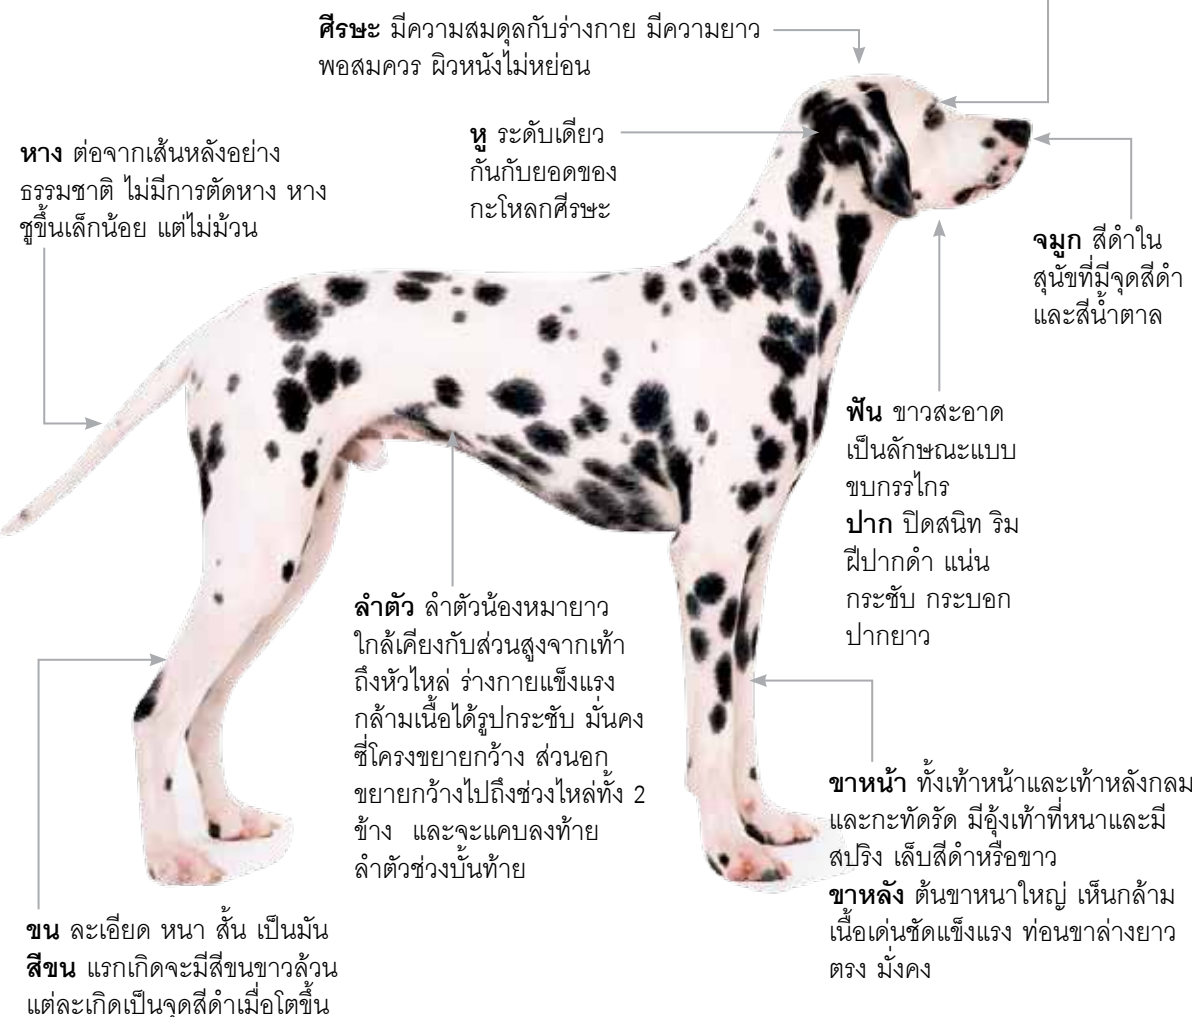 ศีรษะ มีความสมดุลกับร่างกาย มีความยาว
พอสมควร ผิวหนังไม่หย่อน
หู ระดับเดียว
กันกับยอดของ
กะโหลกศีรษะ
หาง ต่อจากเส้นหลังอย่าง
ธรรมชาติ ไม่มีการตัดหาง หาง
ชูขึ้นเล็กน้อย แต่ไม่ม้วน
จมูก สีดำใน
สุนัขที่มีจุดสีดำ
และสีน้ำตาล
ฟัน ขาวสะอาด
เป็นลักษณะแบบ
ขบกรรไกร
ปาก ปิดสนิท ริม
ฝีปากดำ แน่น
กระชับ กระบอก
ปากยาว
ลำตัว ลำตัวน้องหมายาว
ใกล้เคียงกับส่วนสูงจากเท้า
ถึงหัวไหล่ ร่างกายแข็งแรง
กล้ามเนื้อได้รูปกระชับ มั่นคง
ซี่โครงขยายกว้าง ส่วนอก
ขยายกว้างไปถึงช่วงไหล่ทั้ง 2
ข้าง และจะแคบลงท้าย
ลำตัวช่วงบั้นท้าย
ขาหน้า ทั้งเท้าหน้าและเท้าหลังกลม
และกะทัดรัด มีอุ้งเท้าที่หนาและมี
สปริง เล็บสีดำหรือขาว
ขาหลัง ต้นขาหนาใหญ่ เห็นกล้าม
เนื้อเด่นชัดแข็งแรง ท่อนขาล่างยาว
ตรง มั่งคง
ขน ละเอียด หนา สั้น เป็นมัน
สีขน แรกเกิดจะมีสีขนขาวล้วน
แต่ละเกิดเป็นจุดสีดำเมื่อโตขึ้น